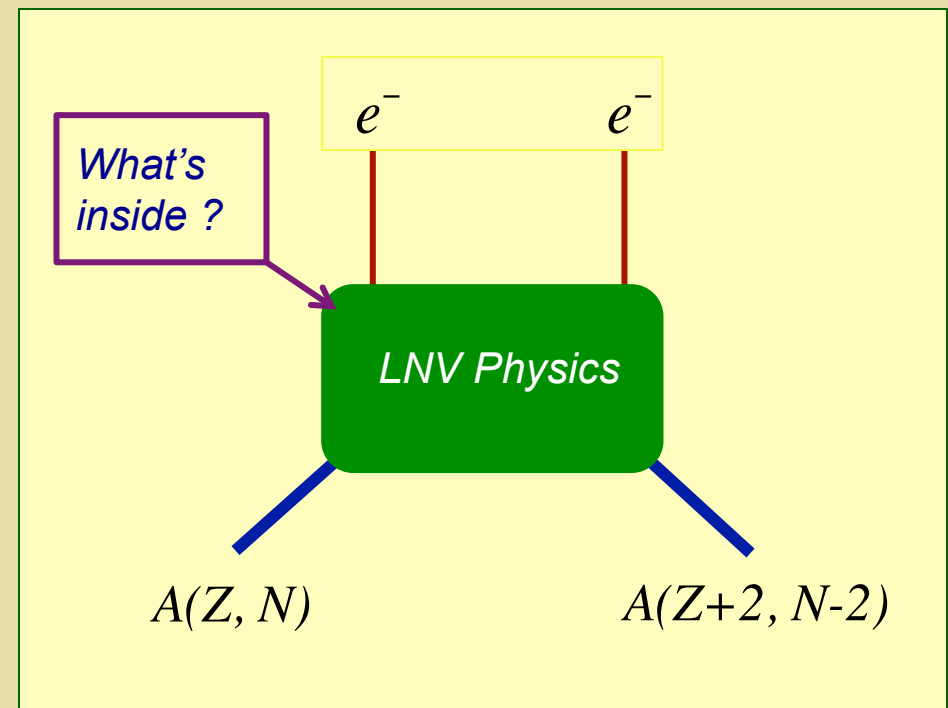 e⁻ e⁻
What's
inside ?
LNV Physics
A(Z, N) A(Z+2, N-2)